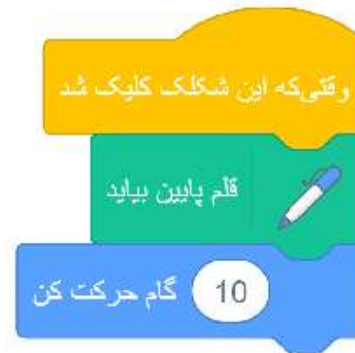 وقتی‌که این شکلک کلیک شد
قلم پایین بیاید
10 گام حرکت کن